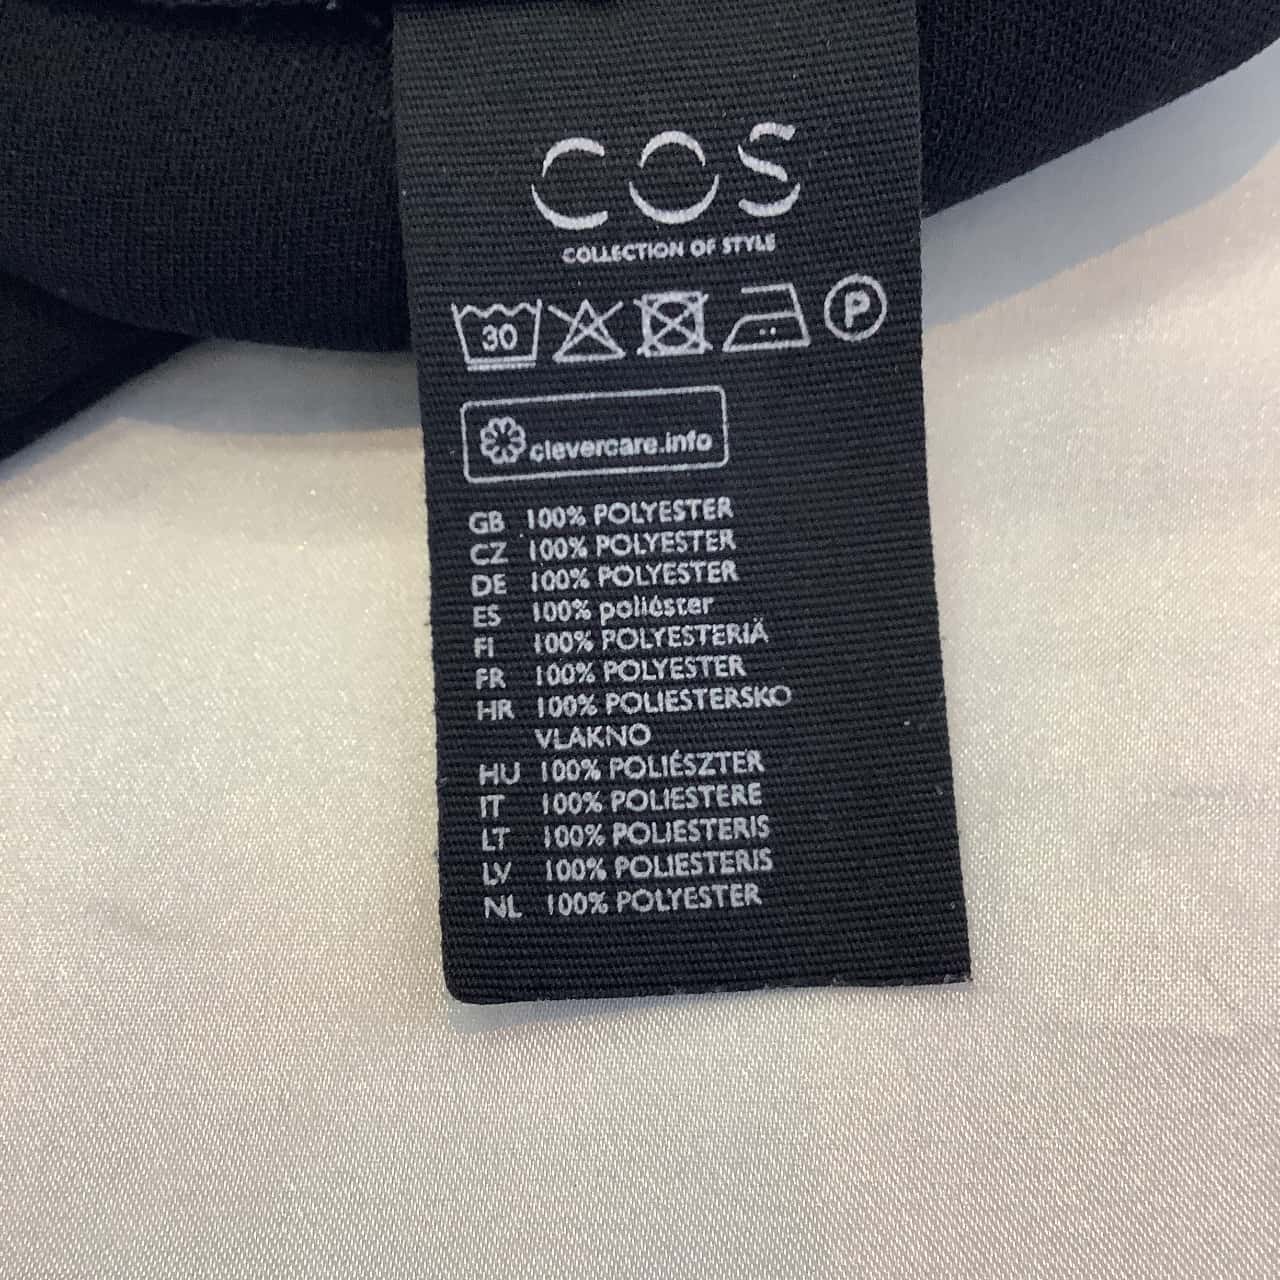 COS
COLLECTION OF STYLE
30 P
clevercare.info
GB 100% POLYESTER
CZ 100% POLYESTER
DE 100% POLYESTER
ES 100% poliéster
FI 100% POLYESTERIÄ
FR 100% POLYESTER
HR 100% POLIESTERSKO
VLAKNO
HU 100% POLIÉSZTER
IT 100% POLIESTERE
LT 100% POLIESTERIS
LV 100% POLIESTERIS
NL 100% POLYESTER